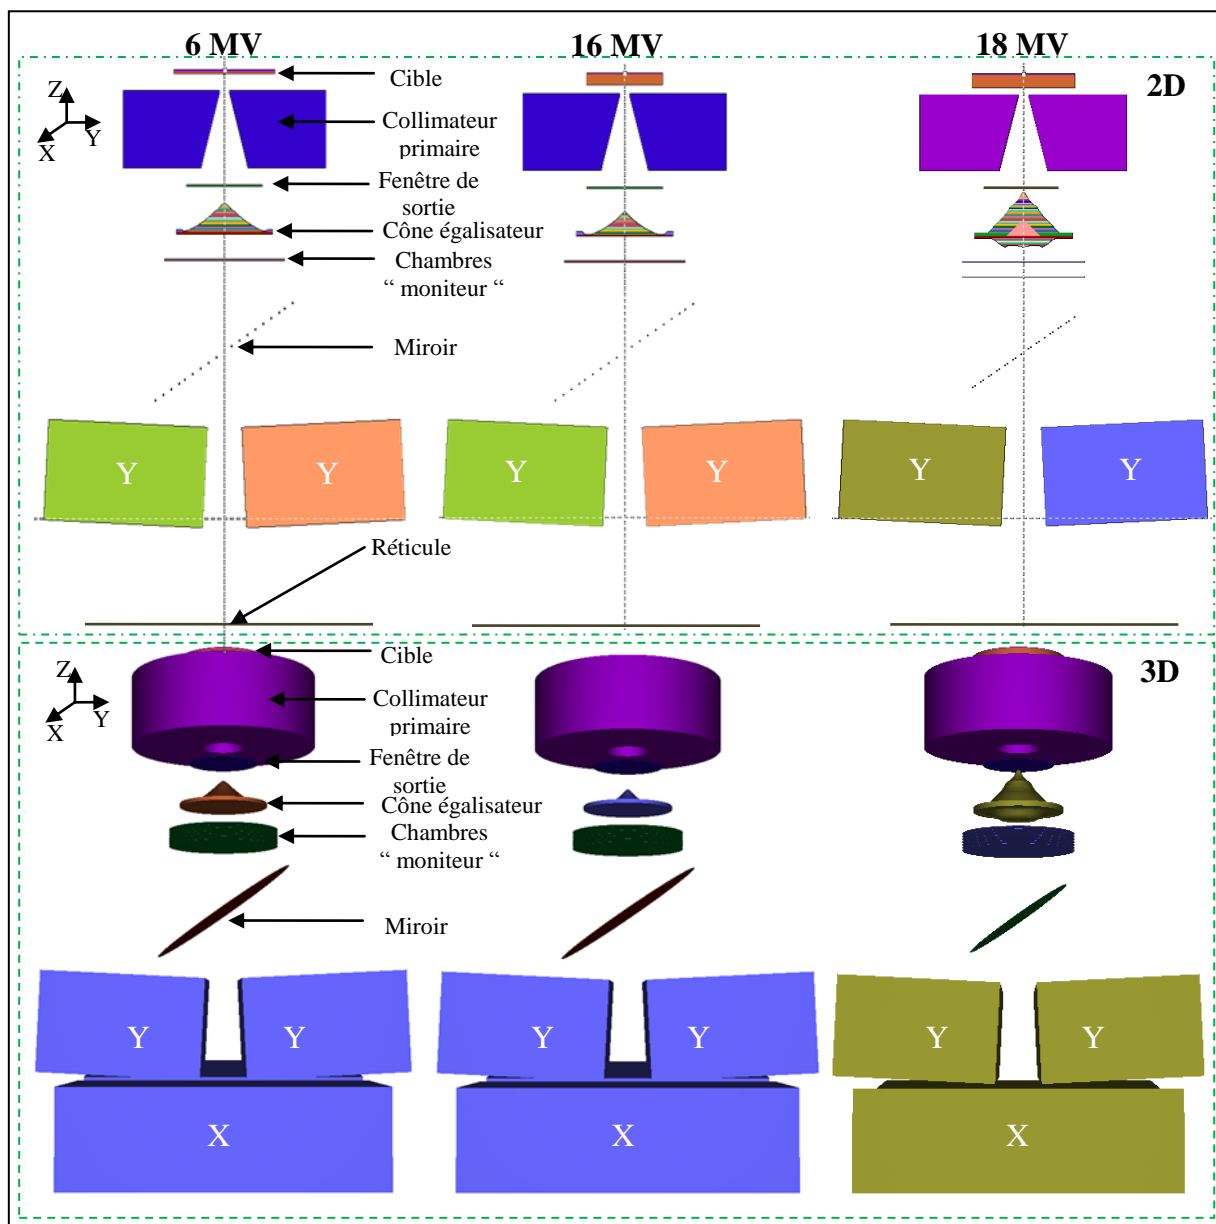 6 MV 16 MV 18 MV
2D
Z
X Y
Cible
Collimateur
primaire
Fenêtre de
sortie
Cône égalisateur
Chambres
“ moniteur “
Miroir
Y Y Y Y Y Y
Réticule
3D
Z
X Y
Cible
Collimateur
primaire
Fenêtre de
sortie
Cône égalisateur
Chambres
“ moniteur “
Miroir
Y Y Y Y Y Y
X X X